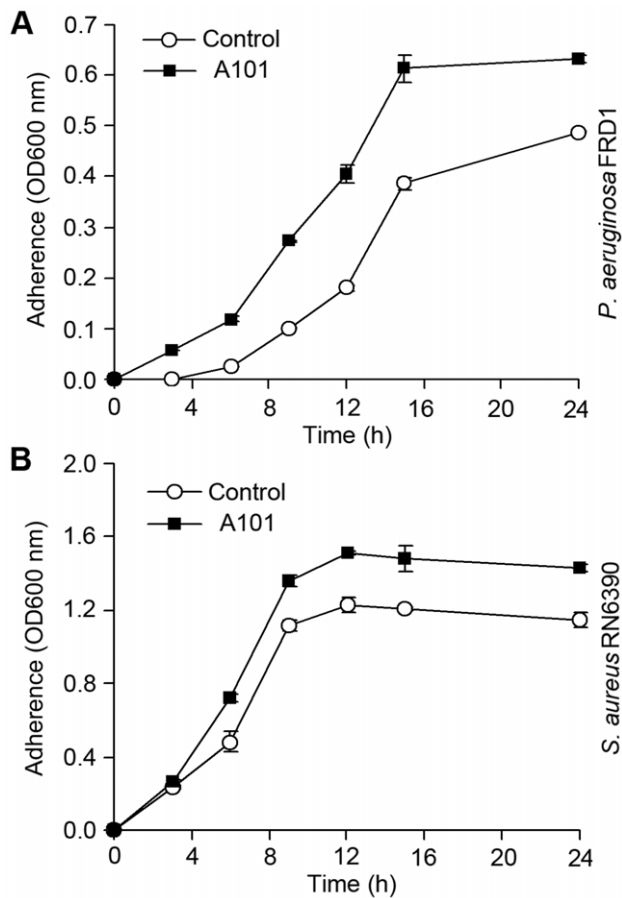 A
0.7
0.6
0.5
0.4
0.3
0.2
0.1
0.0
Adherence (OD600 nm)
Control
A101
P. aeruginosa FRD1
0 4 8 12 16 20 24
Time (h)
B
2.0
1.6
1.2
0.8
0.4
0.0
Adherence (OD600 nm)
Control
A101
S. aureus RN6390
0 4 8 12 16 20 24
Time (h)